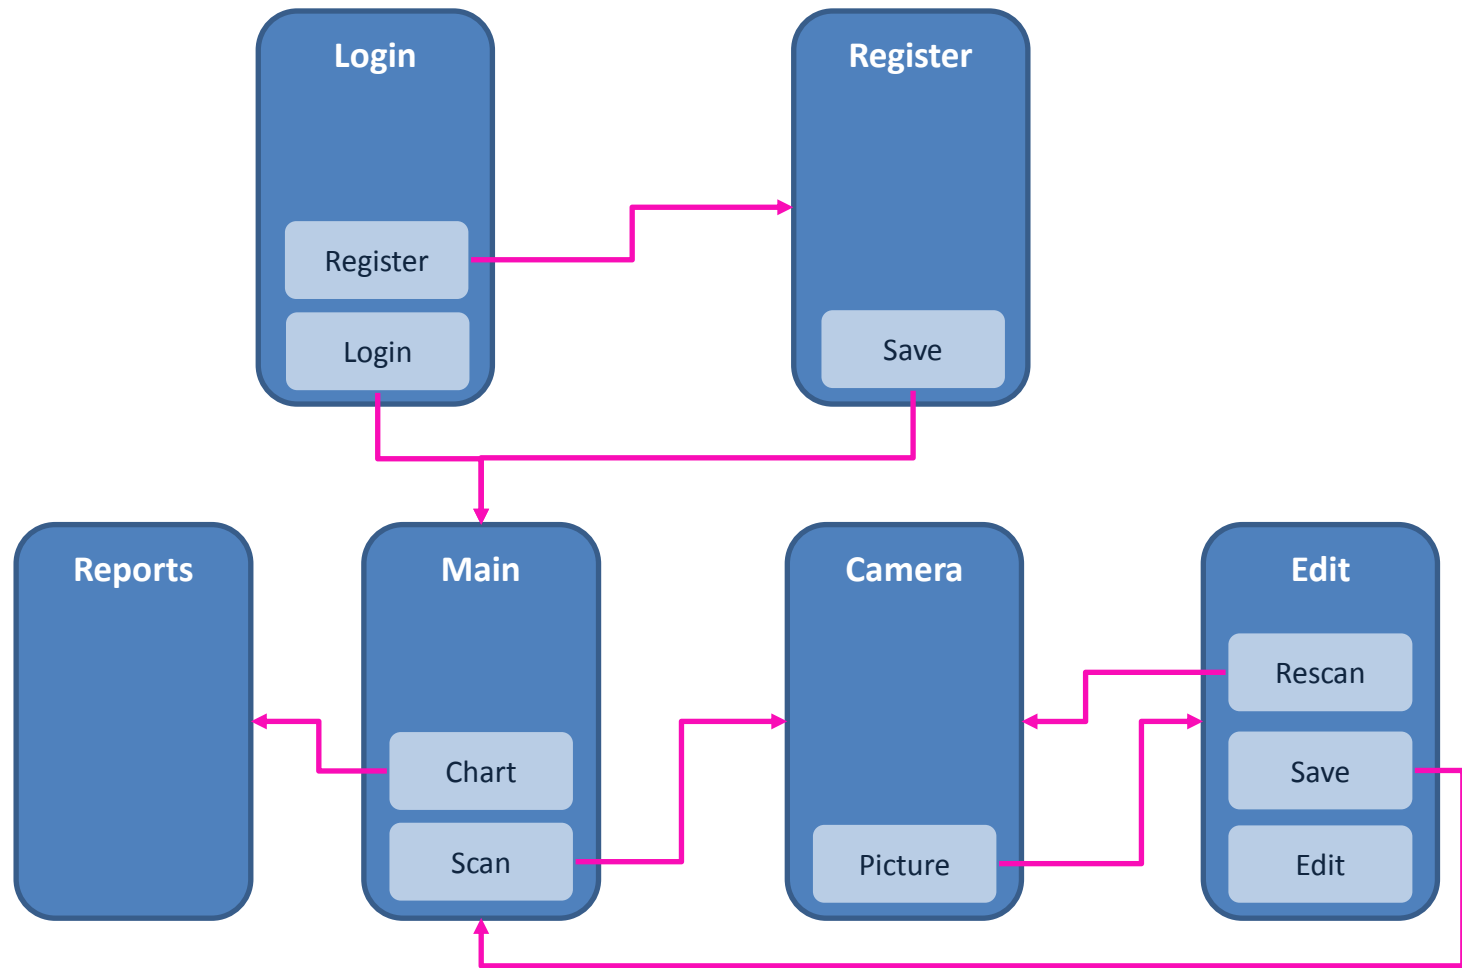 Login
Register
Login
Register
Save
Reports
Main
Chart
Scan
Camera
Picture
Edit
Rescan
Save
Edit